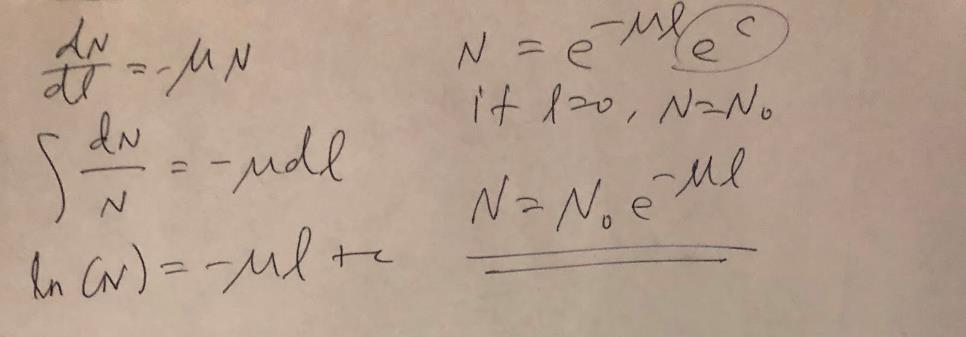 dN/dl = -μN
∫ dN/N = -μdl
ln(N) = -μl + c
N = e^{-μl} e^{c}
if l=0, N=N₀
N = N₀ e^{-μl}